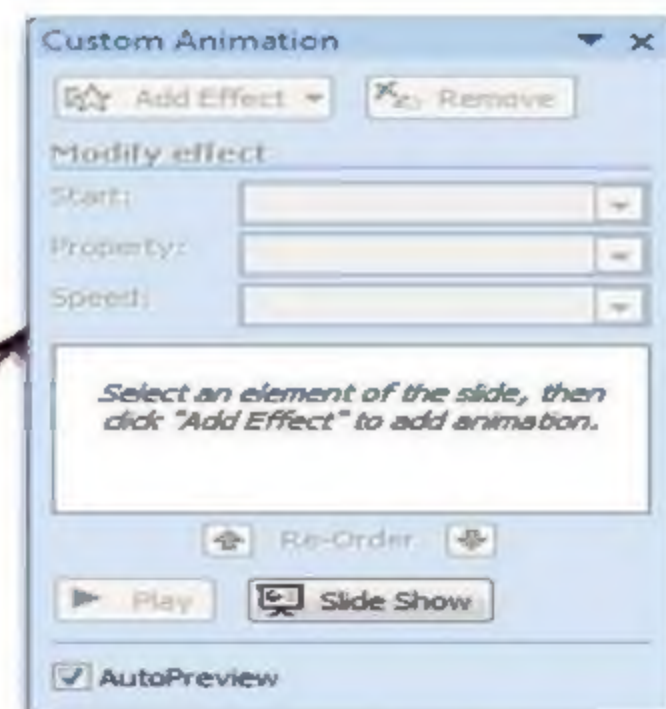 Custom Animation
Add Effect
Remove
Modify effect
Start:
Property:
Speed:
Select an element of the slide, then
click "Add Effect" to add animation.
Re-Order
Play
Slide Show
AutoPreview